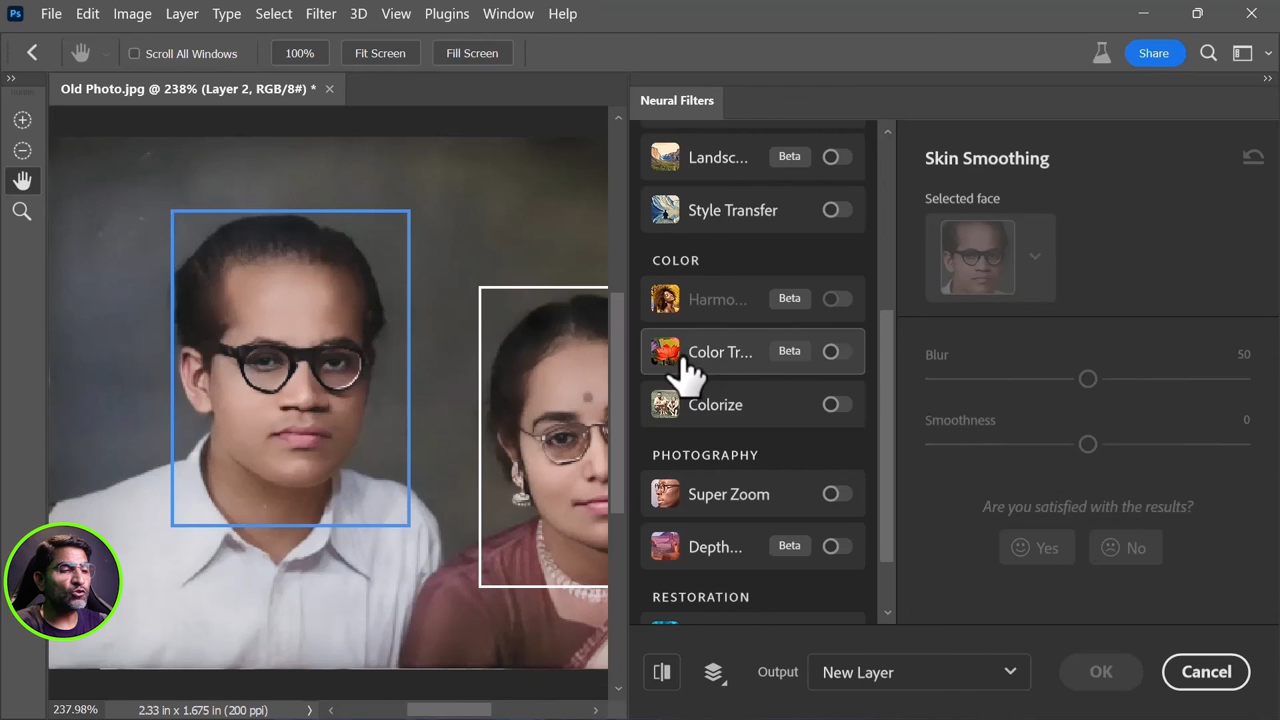 Ps File Edit Image Layer Type Select Filter 3D View Plugins Window Help
Scroll All Windows 100% Fit Screen Fill Screen Share
Old Photo.jpg @ 238% (Layer 2, RGB/8#) * ×
Neural Filters
Landsc... Beta
Style Transfer
COLOR
Harmo... Beta
Color Tr... Beta
Colorize
PHOTOGRAPHY
Super Zoom
Depth... Beta
RESTORATION
Skin Smoothing
Selected face
Blur 50
Smoothness 0
Are you satisfied with the results?
Yes No
Output New Layer OK Cancel
237.98% 2.33 in x 1.675 in (200 ppi)